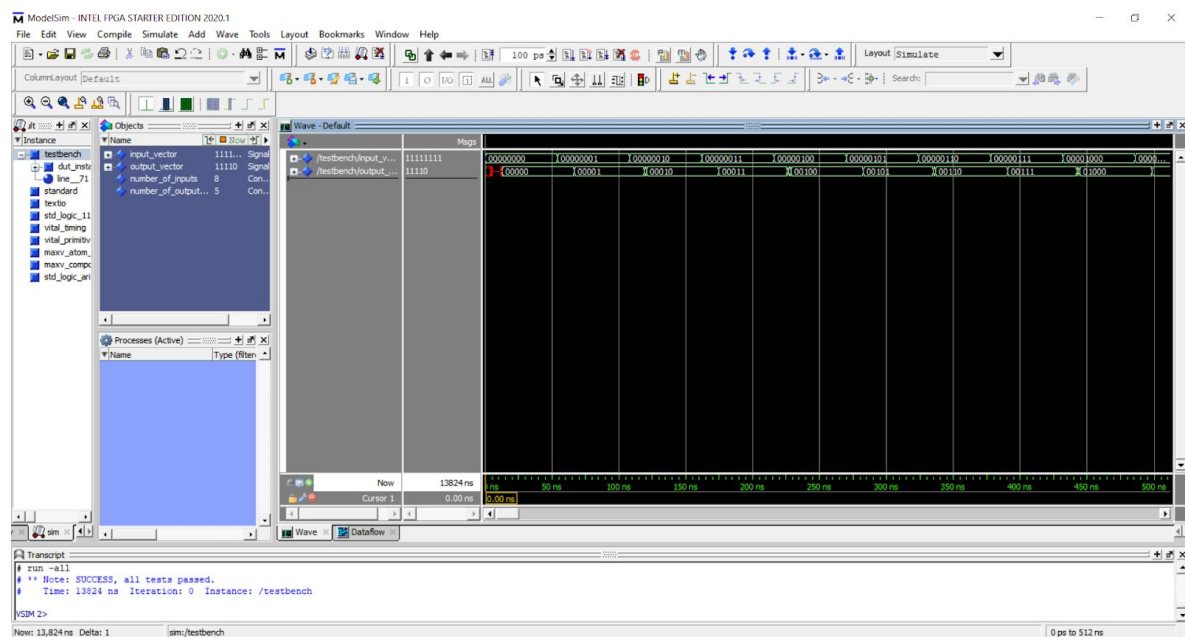 ModelSim - INTEL FPGA STARTER EDITION 2020.1
File Edit View Compile Simulate Add Wave Tools Layout Bookmarks Window Help
100 ps
Layout Simulate
ColumnLayout Default
Search:
Objects
Wave - Default
Instance
Name
Now
Msgs
testbench
dut_insta
line__71
standard
textio
std_logic_11
vital_timing
vital_primitiv
maxv_atom_
maxv_compo
std_logic_ari
input_vector 1111... Signal
output_vector 11110 Signal
number_of_inputs 8 Con...
number_of_output... 5 Con...
/testbench/input_v... 11111111 00000000 00000001 00000010 00000011 00000100 00000101 00000110 00000111 00001000 0000...
/testbench/output_... 11110 00000 00001 00010 00011 00100 00101 00110 00111 01000
Processes (Active)
Name Type (filter
Now 13824 ns
Cursor 1 0.00 ns
ns 50 ns 100 ns 150 ns 200 ns 250 ns 300 ns 350 ns 400 ns 450 ns 500 ns
0.00 ns
sim
Wave
Dataflow
Transcript
# run -all
# ** Note: SUCCESS, all tests passed.
# Time: 13824 ns Iteration: 0 Instance: /testbench
VSIM 2>
Now: 13,824 ns Delta: 1
sim:/testbench
0 ps to 512 ns